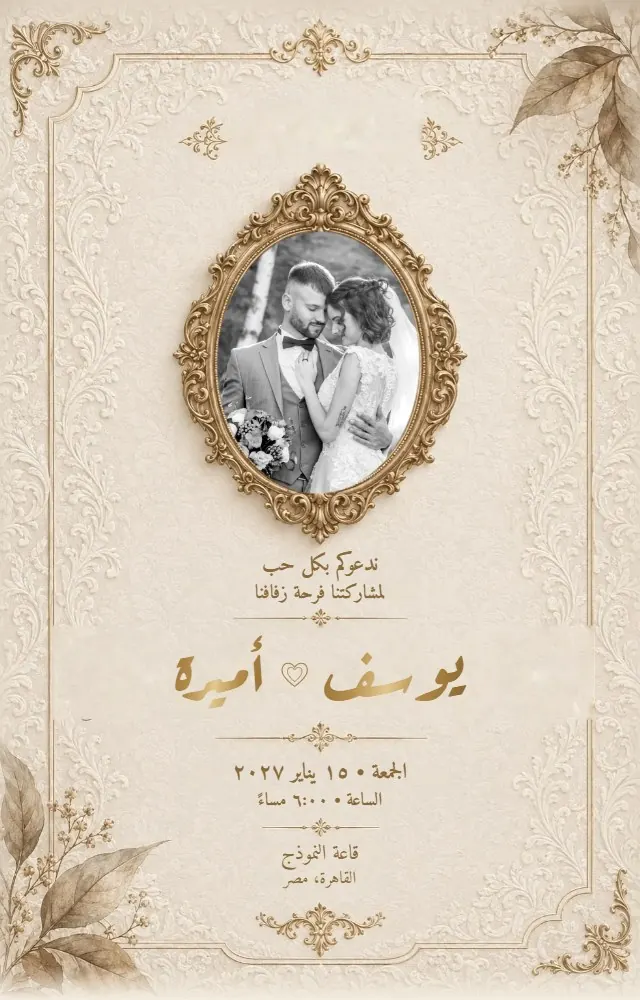 ندعوكم بكل حب
لمشاركتنا فرحة زفافنا
يوسف ♡ أميرة
الجمعة • ١٥ يناير ٢٠٢٧
الساعة • ٦:٠٠ مساءً
قاعة النموذج
القاهرة، مصر